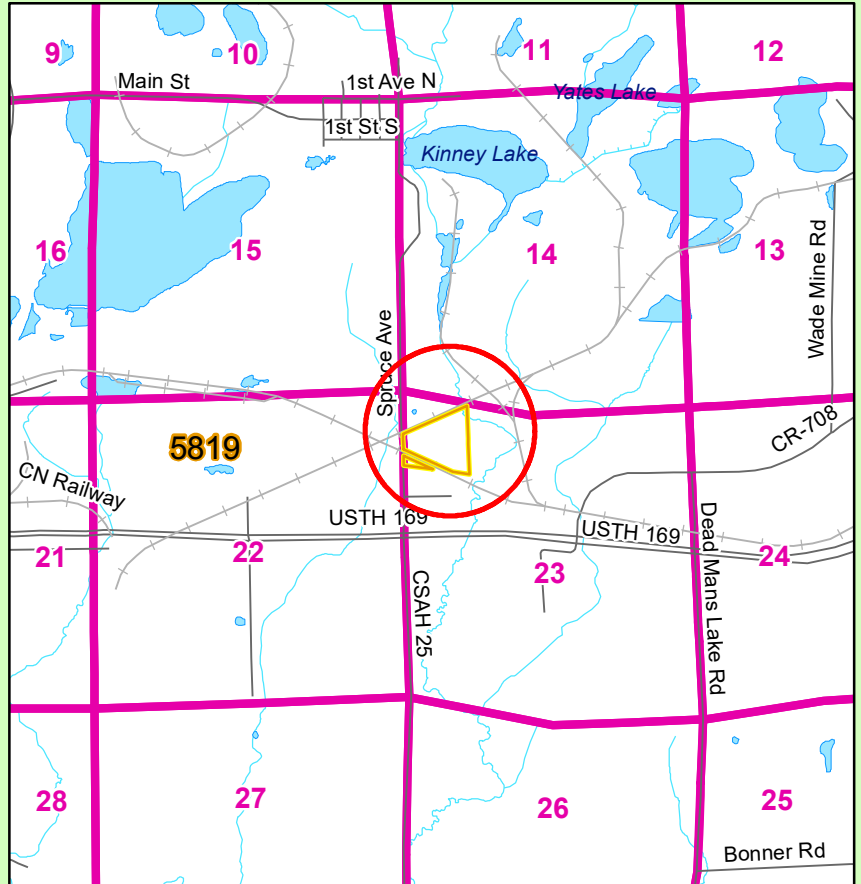 9
10
11
12
Main St
1st Ave N
Yates Lake
1st St S
Kinney Lake
16
15
14
13
Wade Mine Rd
Spruce Ave
5819
CR-708
CN Railway
USTH 169
USTH 169
21
22
23
24
CSAH 25
Dead Mans Lake Rd
28
27
26
25
Bonner Rd